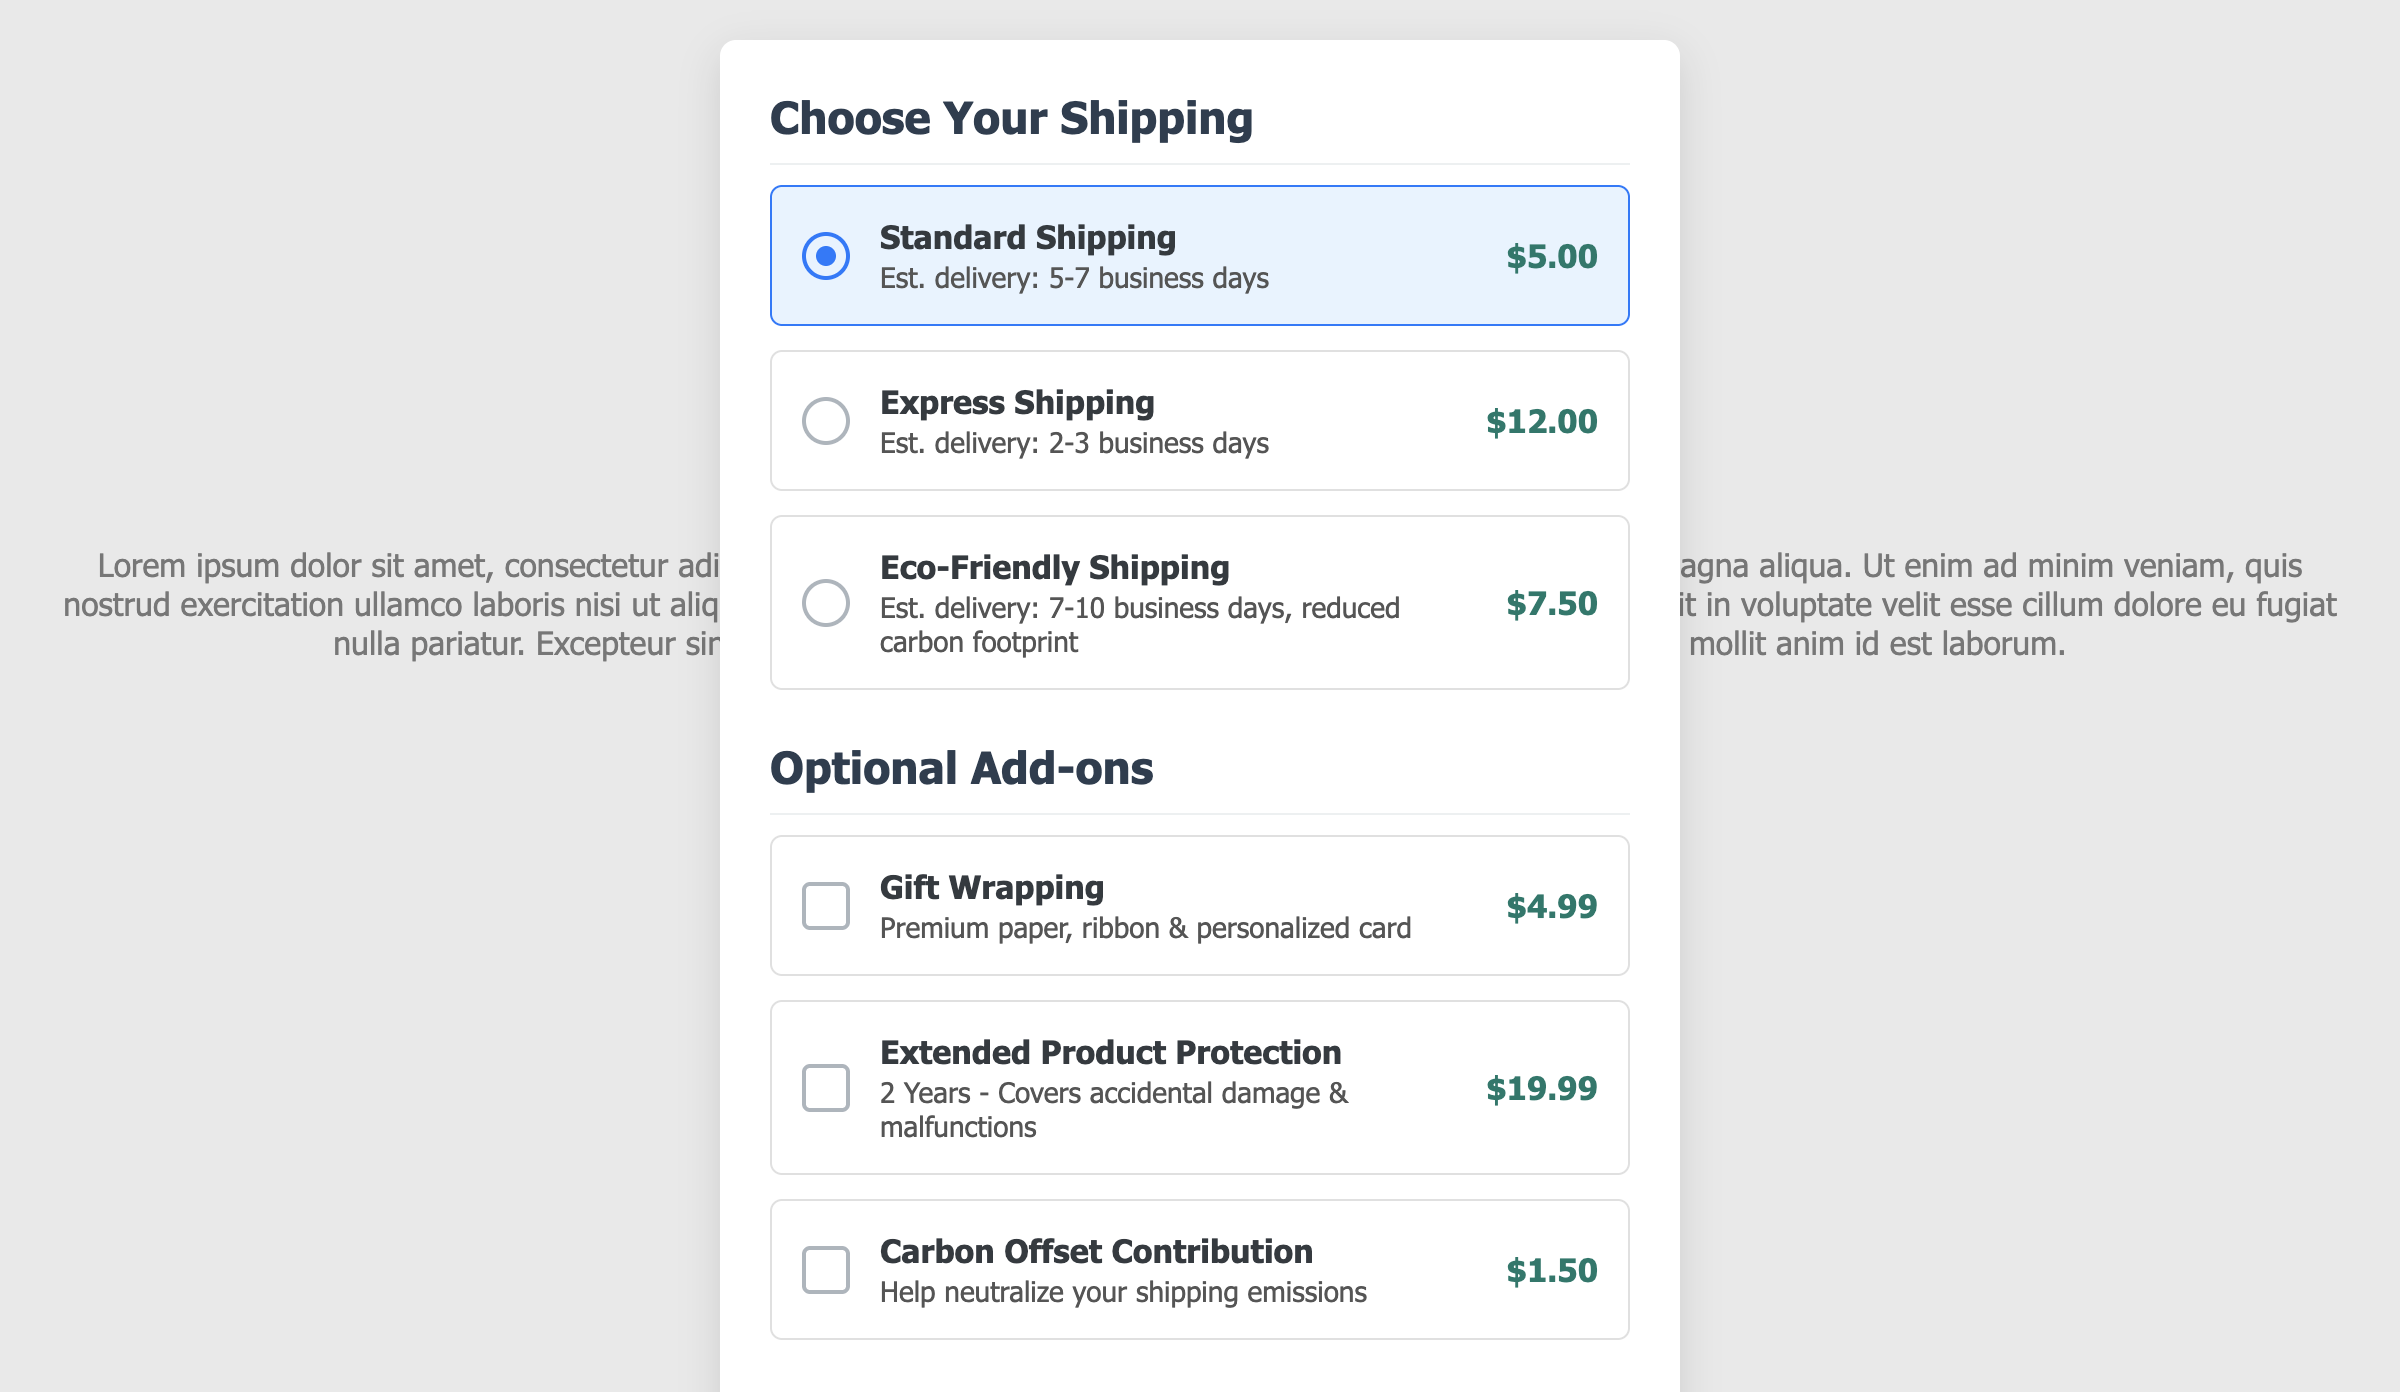 Choose Your Shipping
Standard Shipping
Est. delivery: 5-7 business days
$5.00
Express Shipping
Est. delivery: 2-3 business days
$12.00
Eco-Friendly Shipping
Est. delivery: 7-10 business days, reduced
carbon footprint
$7.50
Optional Add-ons
Gift Wrapping
Premium paper, ribbon & personalized card
$4.99
Extended Product Protection
2 Years - Covers accidental damage &
malfunctions
$19.99
Carbon Offset Contribution
Help neutralize your shipping emissions
$1.50
Lorem ipsum dolor sit amet, consectetur
nostrud exercitation ullamco laboris nisi ut
nulla pariatur. Excepteur
aliqua. Ut enim ad minim veniam, quis
in voluptate velit esse cillum dolore eu fugiat
mollit anim id est laborum.